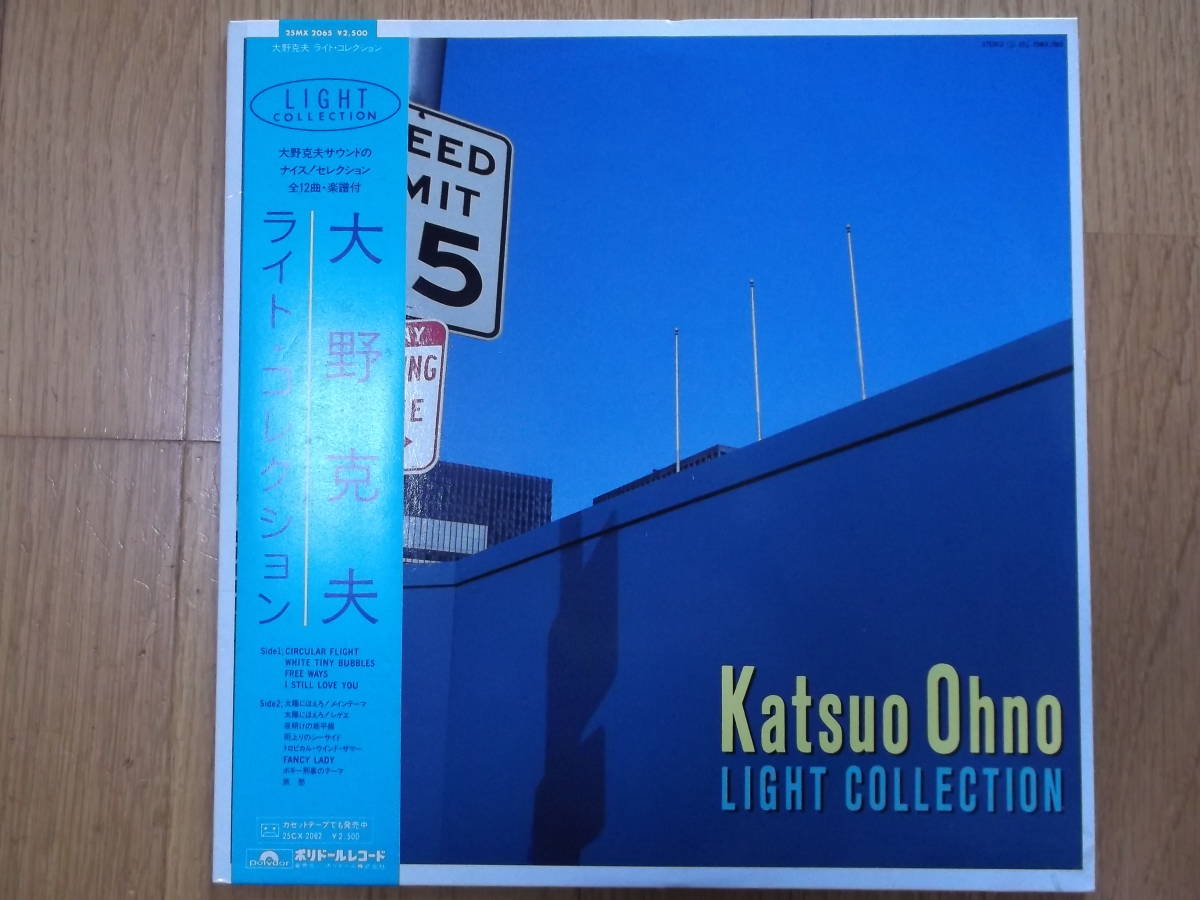 25MX 2065 ¥2,500
大野克夫 ライト・コレクション
LIGHT
COLLECTION
大野克夫サウンドの
ナイス!セレクション
全12曲・楽譜付
大野克夫
ライト・コレクション
Side1; CIRCULAR FLIGHT
WHITE TINY BUBBLES
FREE WAYS
I STILL LOVE YOU
Side2; 太陽にほえろ!メインテーマ
太陽にほえろ!レゲエ
夜明けの地平線
雨上りのシーサイド
トロピカル・ウインド・サマー
FANCY LADY
ボギー刑事のテーマ
カセットテープでも発売中
25CX 2062 ¥2,500
polydor ポリドールレコード
EED
MIT
5
AY
NG
E
STEREO
Katsuo Ohno
LIGHT COLLECTION